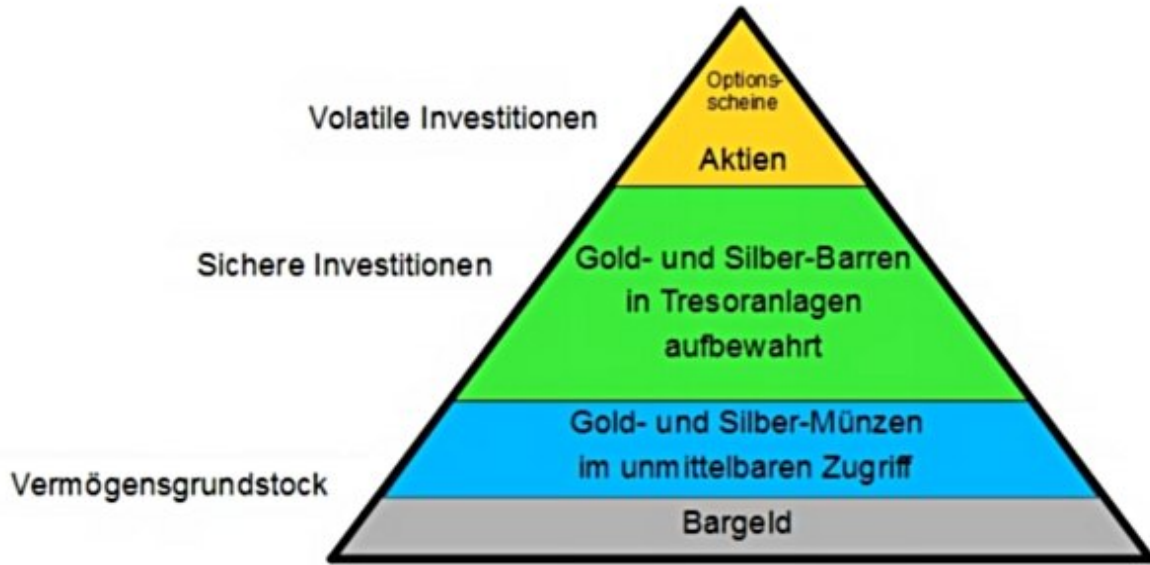 Options-
scheine
Volatile Investitionen
Aktien
Sichere Investitionen
Gold- und Silber-Barren
in Tresoranlagen
aufbewahrt
Gold- und Silber-Münzen
im unmittelbaren Zugriff
Vermögensgrundstock
Bargeld